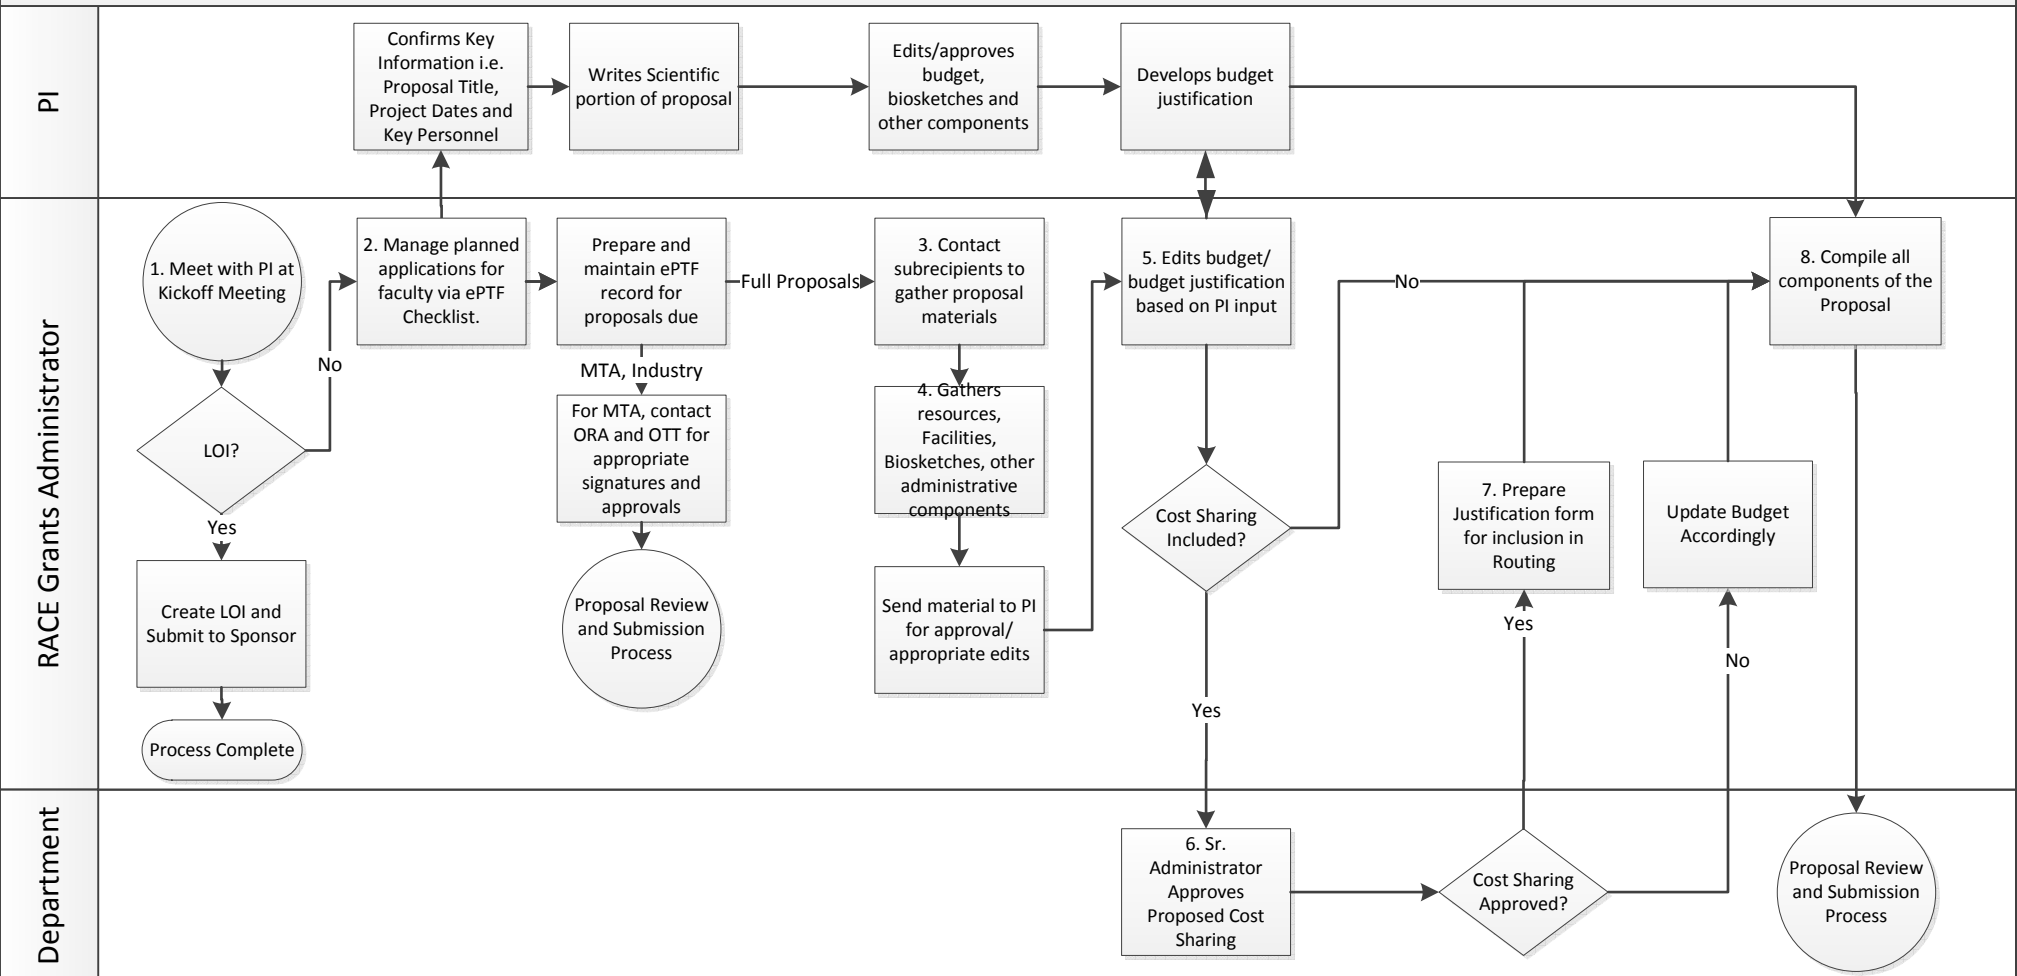 PI
Confirms Key
Information i.e.
Proposal Title,
Project Dates and
Key Personnel
Writes Scientific
portion of proposal
Edits/approves
budget,
biosketches and
other components
Develops budget
justification
RACE Grants Administrator
1. Meet with PI at
Kickoff Meeting
LOI?
No
Yes
Create LOI and
Submit to Sponsor
Process Complete
2. Manage planned
applications for
faculty via ePTF
Checklist.
Prepare and
maintain ePTF
record for
proposals due
Full Proposals
MTA, Industry
For MTA, contact
ORA and OTT for
appropriate
signatures and
approvals
Proposal Review
and Submission
Process
3. Contact
subrecipients to
gather proposal
materials
4. Gathers
resources,
Facilities,
Biosketches, other
administrative
components
Send material to PI
for approval/
appropriate edits
5. Edits budget/
budget justification
based on PI input
Cost Sharing
Included?
No
Yes
7. Prepare
Justification form
for inclusion in
Routing
Yes
Update Budget
Accordingly
No
8. Compile all
components of the
Proposal
Department
6. Sr.
Administrator
Approves
Proposed Cost
Sharing
Cost Sharing
Approved?
Proposal Review
and Submission
Process